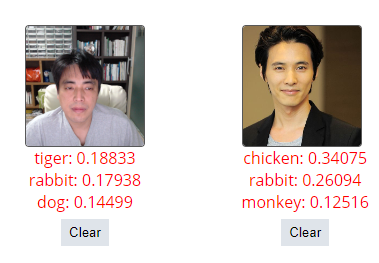 tiger: 0.18833
rabbit: 0.17938
dog: 0.14499
Clear
chicken: 0.34075
rabbit: 0.26094
monkey: 0.12516
Clear